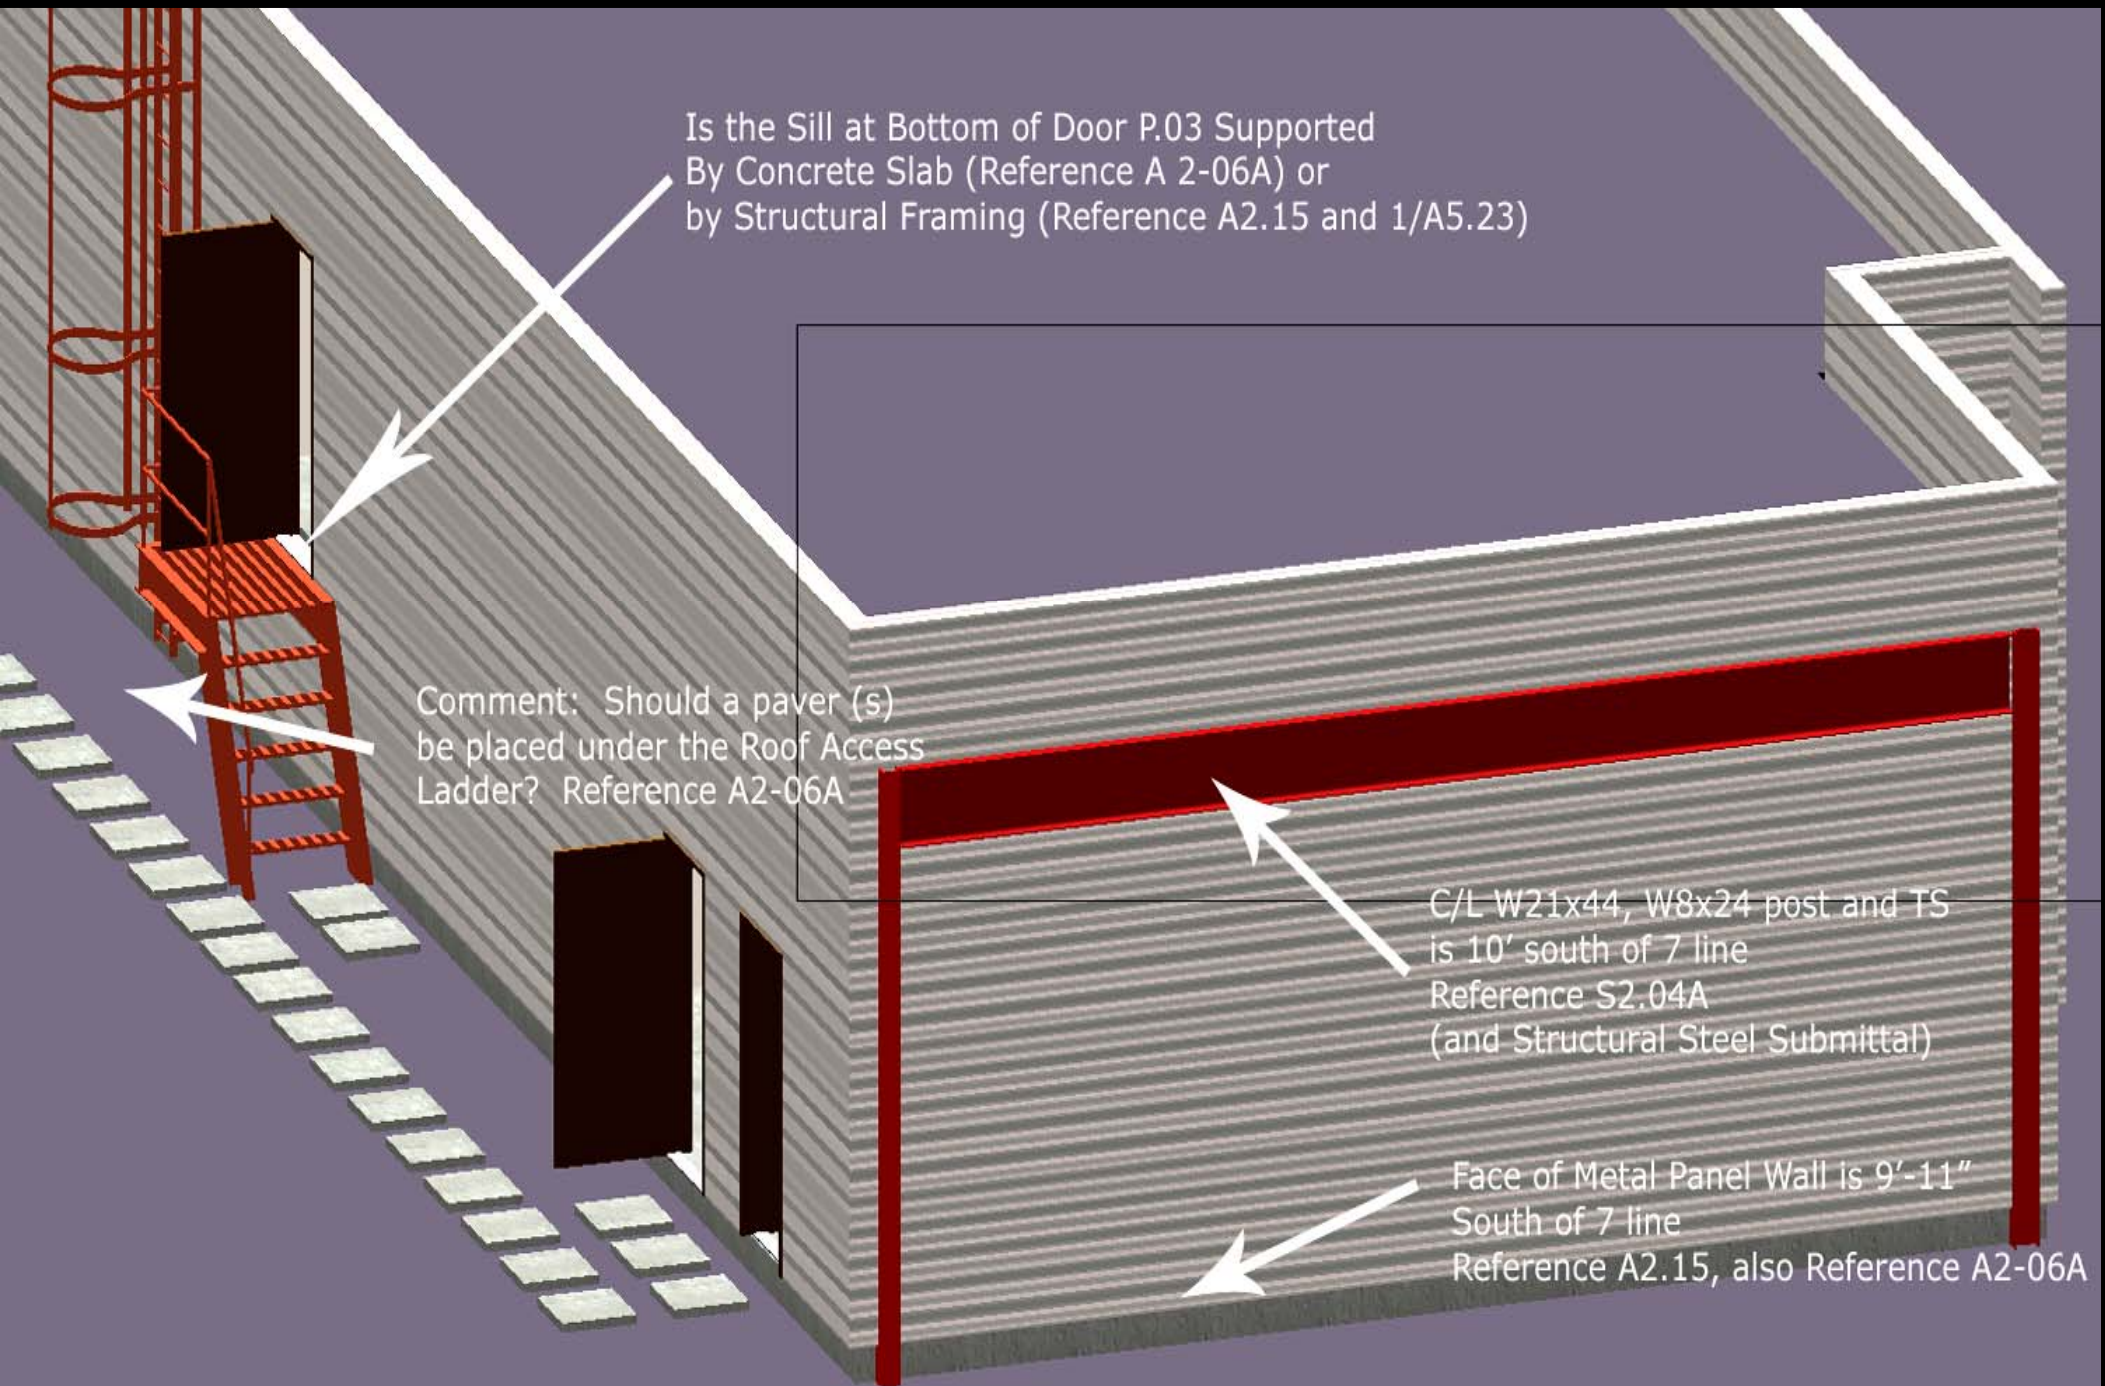 Is the Sill at Bottom of Door P.03 Supported
By Concrete Slab (Reference A 2-06A) or
by Structural Framing (Reference A2.15 and 1/A5.23)
Comment: Should a paver (s)
be placed under the Roof Access
Ladder? Reference A2-06A
C/L W21x44, W8x24 post and TS
is 10' south of 7 line
Reference S2.04A
(and Structural Steel Submittal)
Face of Metal Panel Wall is 9'-11"
South of 7 line
Reference A2.15, also Reference A2-06A